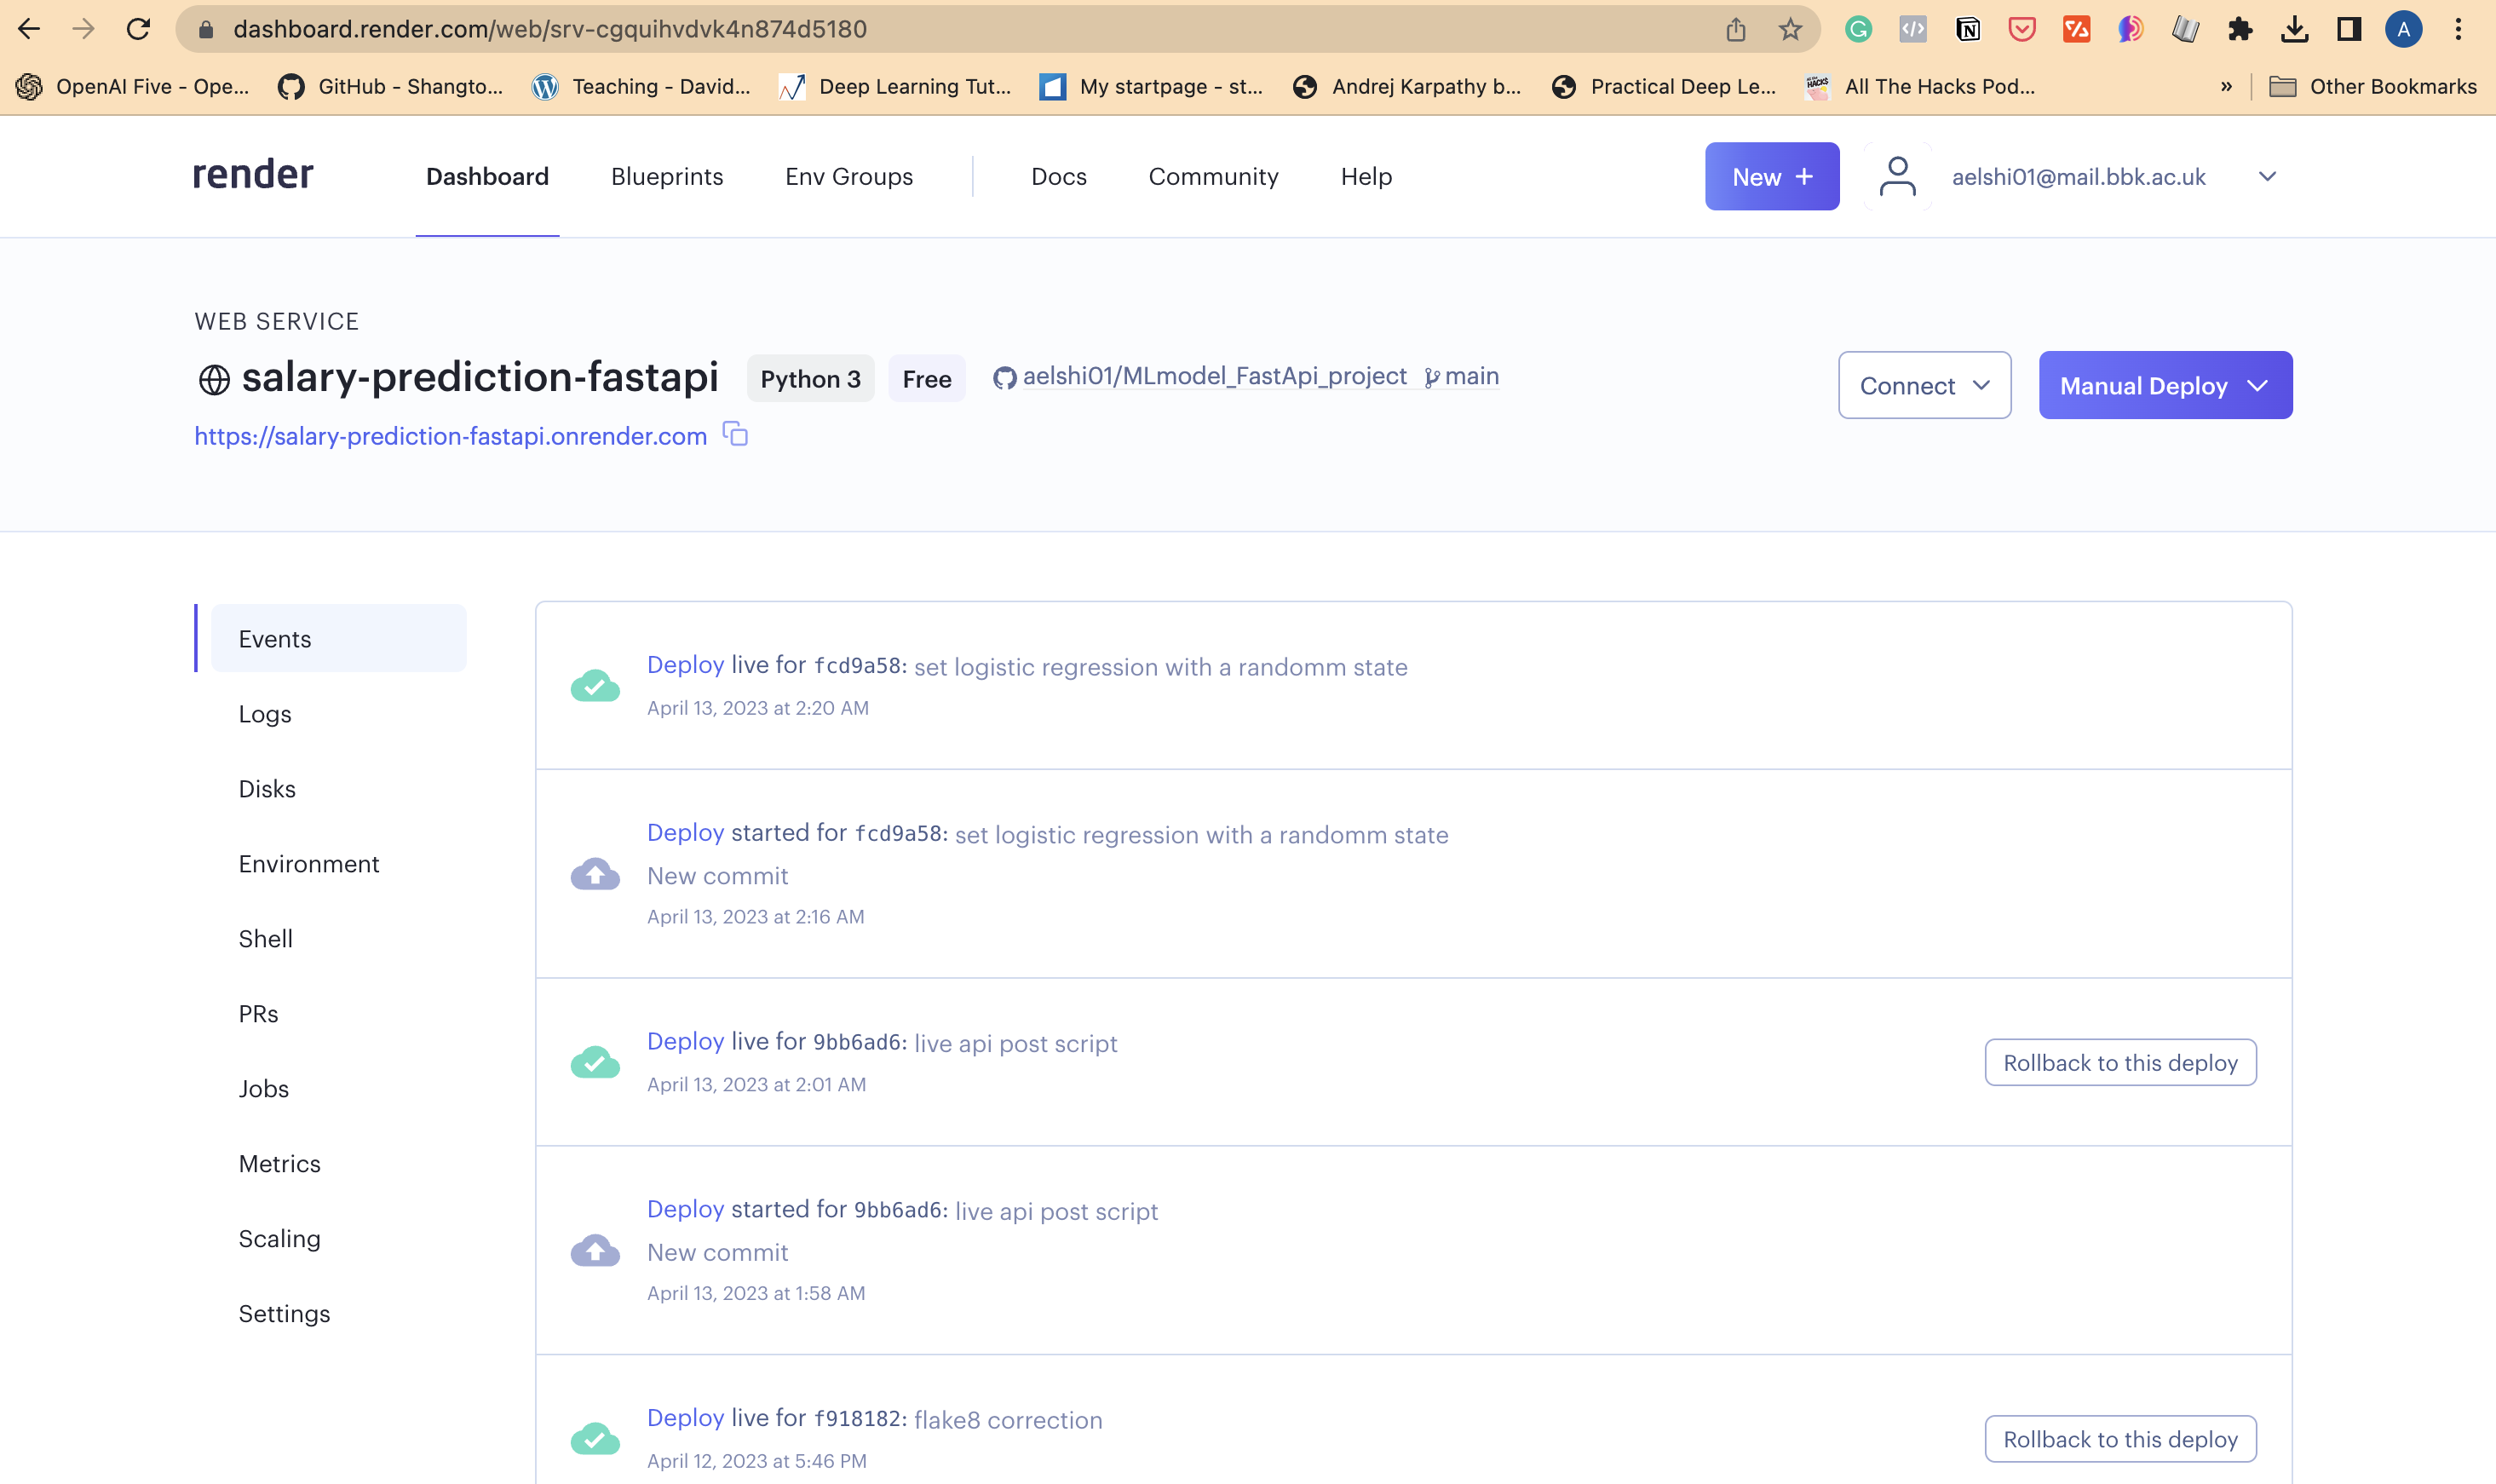 dashboard.render.com/web/srv-cgquihvdvk4n874d5180
A
OpenAI Five - Ope...
GitHub - Shangto...
Teaching - David...
Deep Learning Tut...
My startpage - st...
Andrej Karpathy b...
Practical Deep Le...
All The Hacks Pod...
»
Other Bookmarks
render
Dashboard
Blueprints
Env Groups
Docs
Community
Help
New +
aelshi01@mail.bbk.ac.uk
WEB SERVICE
salary-prediction-fastapi
Python 3
Free
aelshi01/MLmodel_FastApi_project
main
Connect
Manual Deploy
https://salary-prediction-fastapi.onrender.com
Events
Logs
Disks
Environment
Shell
PRs
Jobs
Metrics
Scaling
Settings
Deploy live for fcd9a58: set logistic regression with a randomm state
April 13, 2023 at 2:20 AM
Deploy started for fcd9a58: set logistic regression with a randomm state
New commit
April 13, 2023 at 2:16 AM
Deploy live for 9bb6ad6: live api post script
April 13, 2023 at 2:01 AM
Rollback to this deploy
Deploy started for 9bb6ad6: live api post script
New commit
April 13, 2023 at 1:58 AM
Deploy live for f918182: flake8 correction
April 12, 2023 at 5:46 PM
Rollback to this deploy